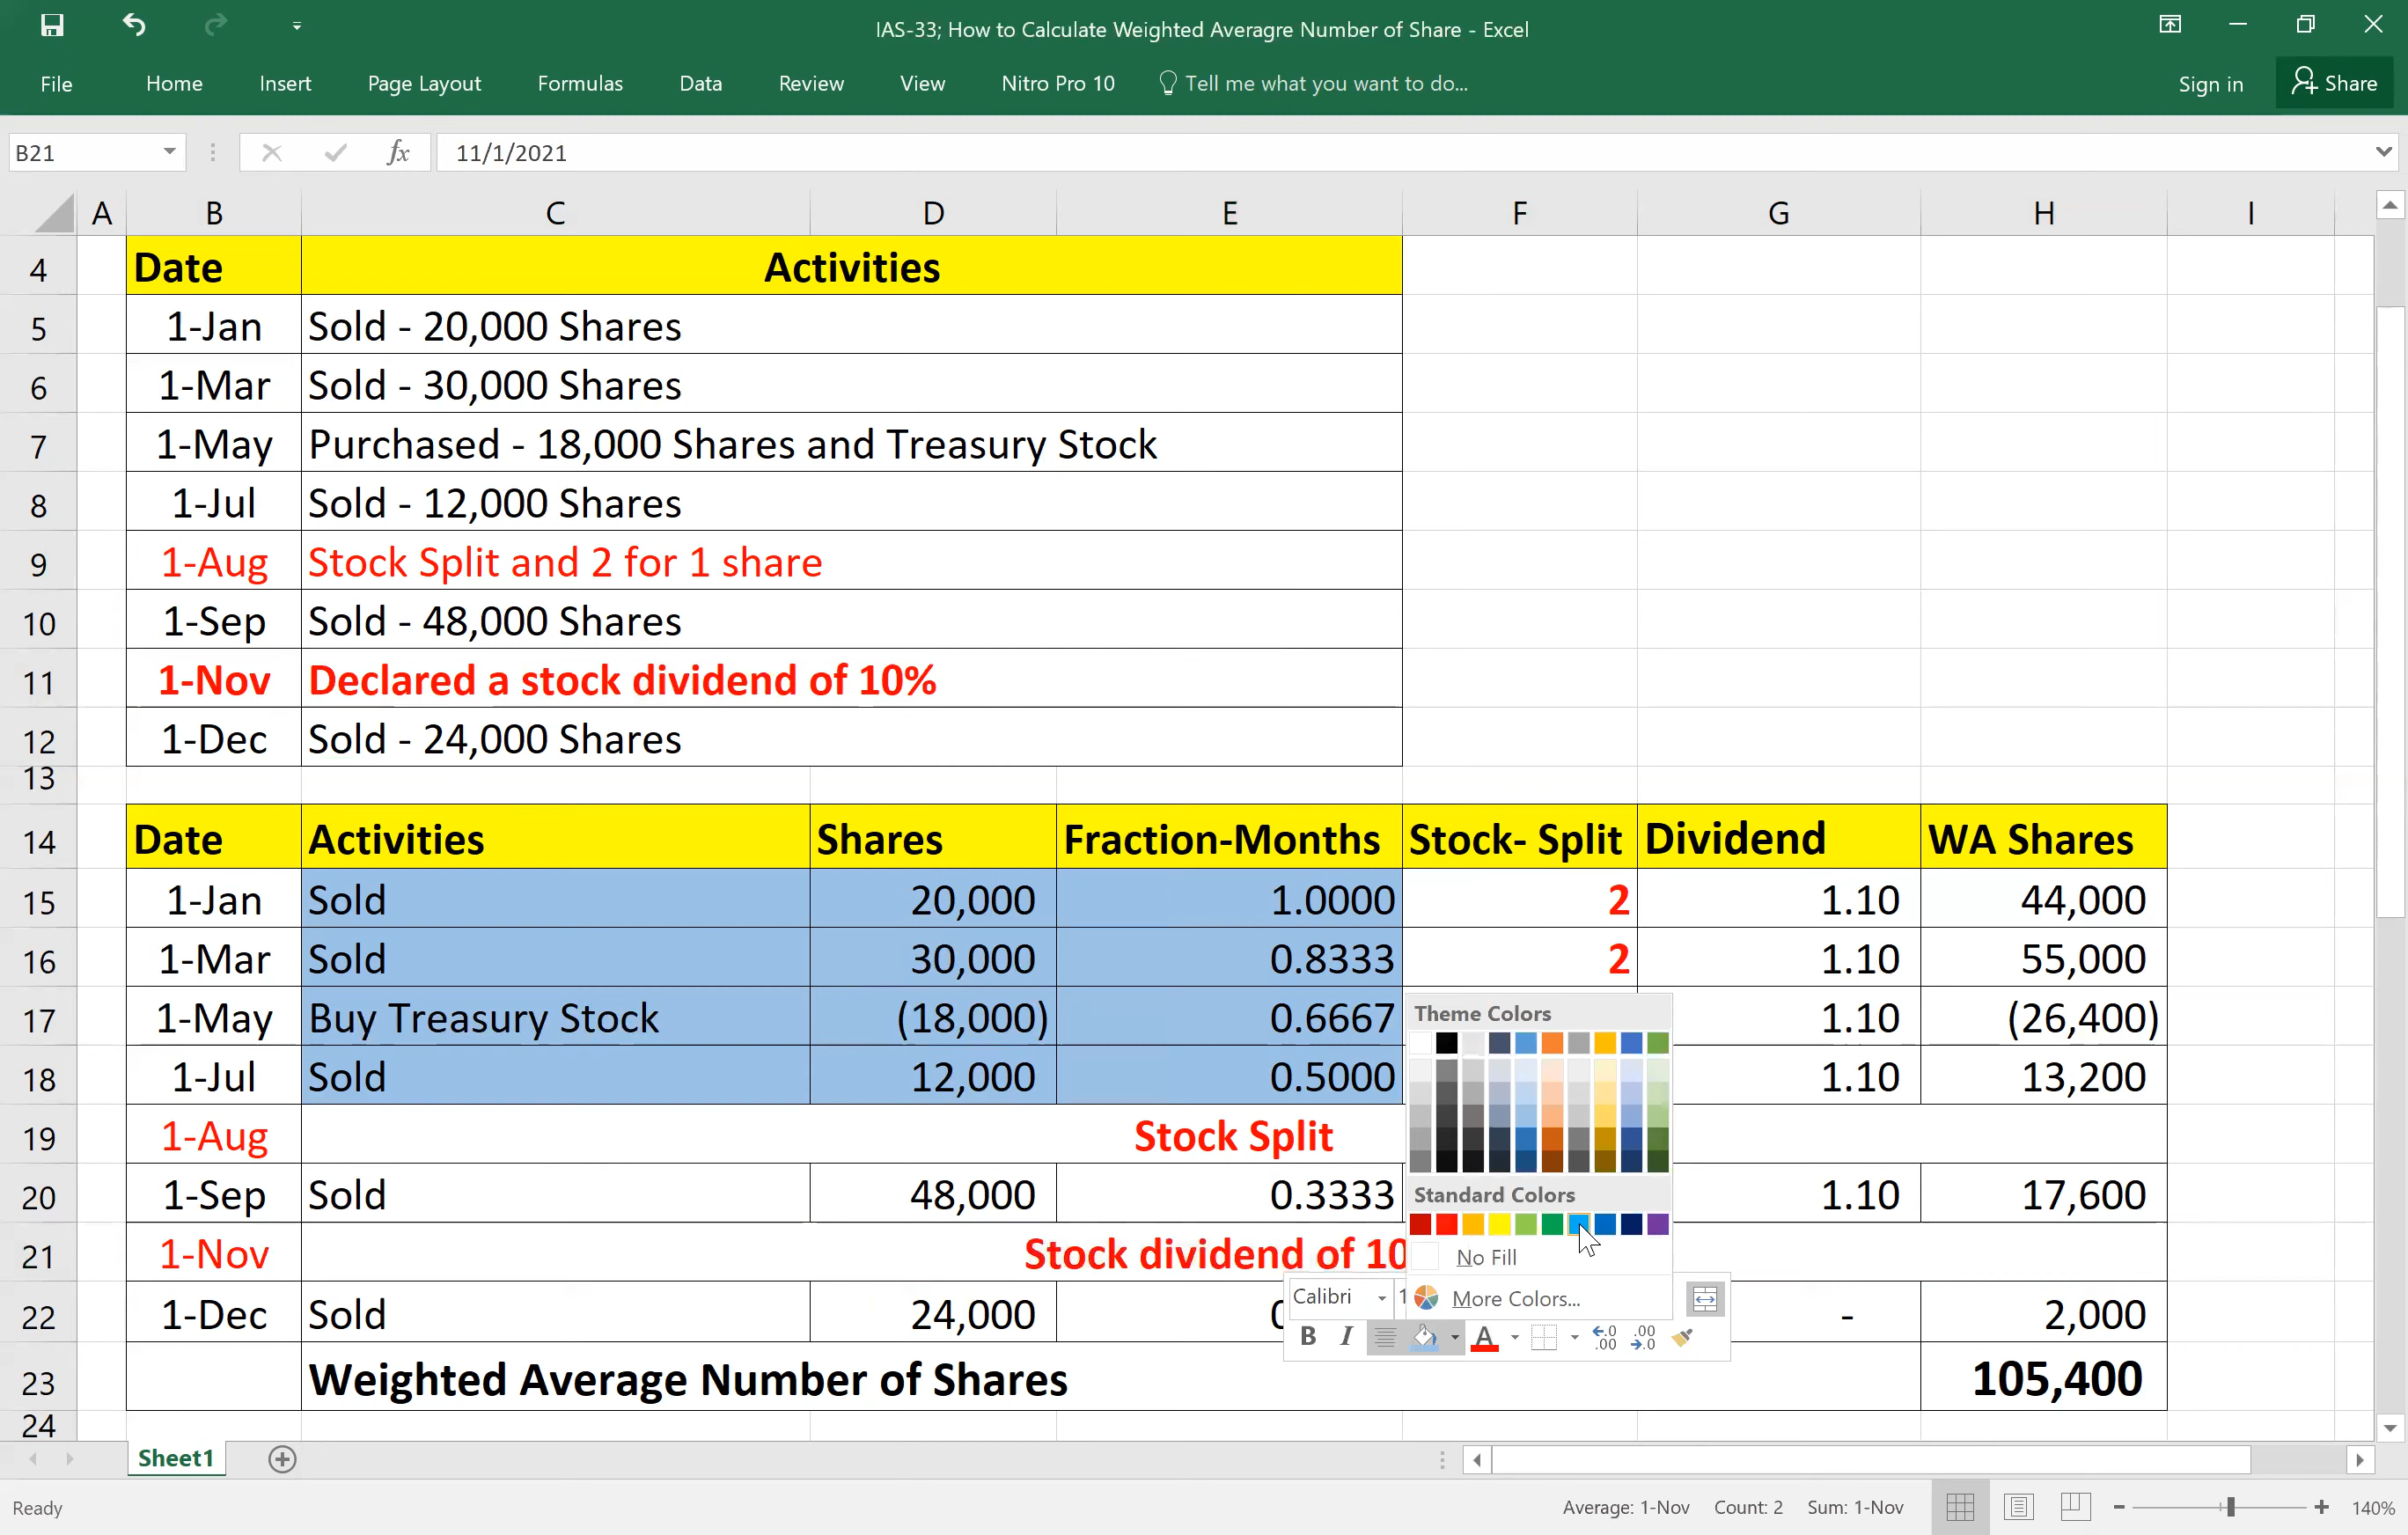 IAS-33; How to Calculate Weighted Averagre Number of Share - Excel
File Home Insert Page Layout Formulas Data Review View Nitro Pro 10 Tell me what you want to do... Sign in Share
B21 fx 11/1/2021
A B C D E F G H I
4 Date Activities
5 1-Jan Sold - 20,000 Shares
6 1-Mar Sold - 30,000 Shares
7 1-May Purchased - 18,000 Shares and Treasury Stock
8 1-Jul Sold - 12,000 Shares
9 1-Aug Stock Split and 2 for 1 share
10 1-Sep Sold - 48,000 Shares
11 1-Nov Declared a stock dividend of 10%
12 1-Dec Sold - 24,000 Shares
13
14 Date Activities Shares Fraction-Months Stock- Split Dividend WA Shares
15 1-Jan Sold 20,000 1.0000 2 1.10 44,000
16 1-Mar Sold 30,000 0.8333 2 1.10 55,000
17 1-May Buy Treasury Stock (18,000) 0.6667 Theme Colors 1.10 (26,400)
18 1-Jul Sold 12,000 0.5000 1.10 13,200
19 1-Aug Stock Split
20 1-Sep Sold 48,000 0.3333 Standard Colors 1.10 17,600
21 1-Nov Stock dividend of 10 No Fill
22 1-Dec Sold 24,000 Calibri More Colors... - 2,000
B I A .00 .00
23 Weighted Average Number of Shares 105,400
24
Sheet1
Ready Average: 1-Nov Count: 2 Sum: 1-Nov 140%